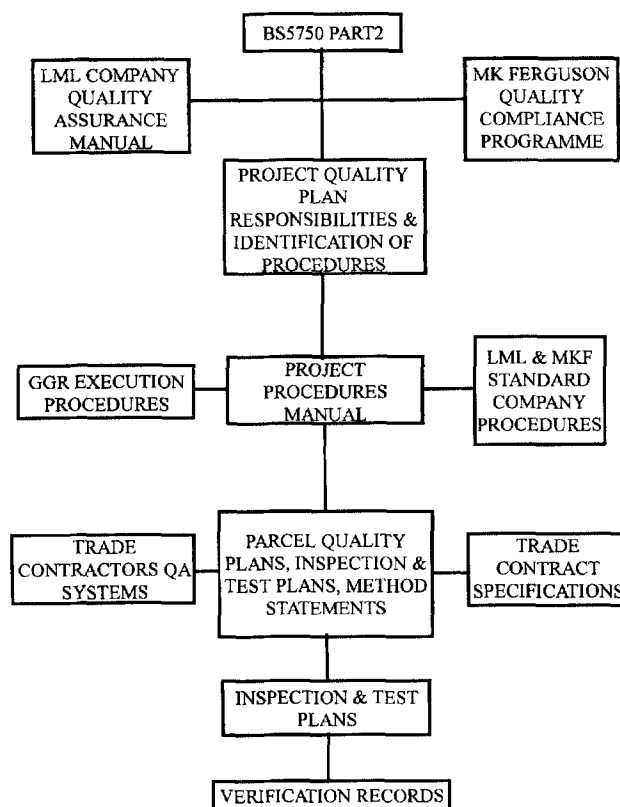 BS5750 PART2
LML COMPANY
QUALITY
ASSURANCE
MANUAL
MK FERGUSON
QUALITY
COMPLIANCE
PROGRAMME
PROJECT QUALITY
PLAN
RESPONSIBILITIES &
IDENTIFICATION OF
PROCEDURES
GGR EXECUTION
PROCEDURES
PROJECT
PROCEDURES
MANUAL
LML & MKF
STANDARD
COMPANY
PROCEDURES
TRADE
CONTRACTORS QA
SYSTEMS
PARCEL QUALITY
PLANS, INSPECTION &
TEST PLANS, METHOD
STATEMENTS
TRADE
CONTRACT
SPECIFICATIONS
INSPECTION & TEST
PLANS
VERIFICATION RECORDS